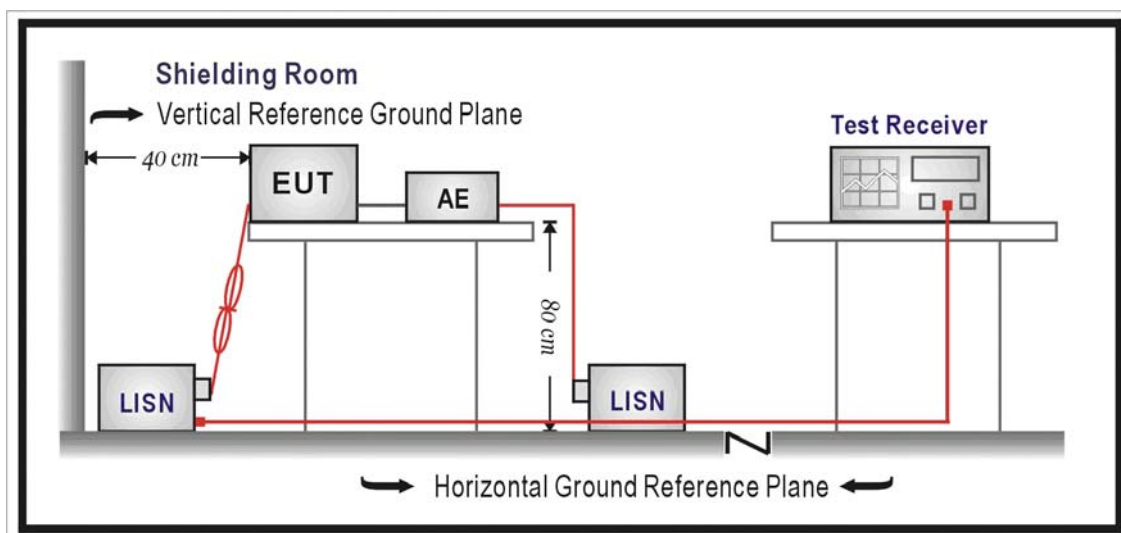 Shielding Room
Vertical Reference Ground Plane
Test Receiver
40 cm
EUT
AE
80 cm
LISN
LISN
Horizontal Ground Reference Plane